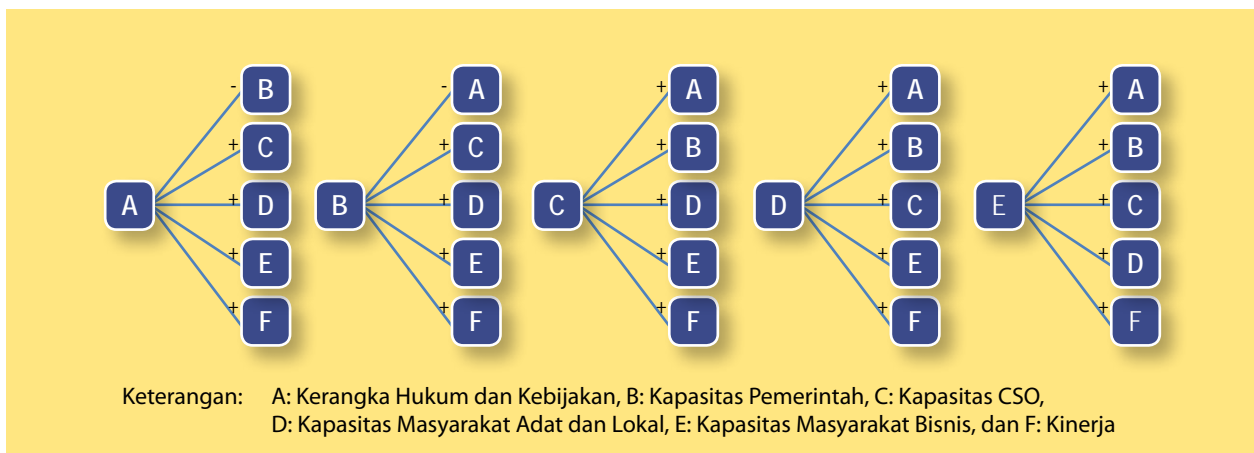 - B - A + A + A + A
+ C + C + B + B + B
A + D B + D C + D D + C E + C
+ E + E + E + E + D
+ F + F + F + F + F
Keterangan: A: Kerangka Hukum dan Kebijakan, B: Kapasitas Pemerintah, C: Kapasitas CSO,
D: Kapasitas Masyarakat Adat dan Lokal, E: Kapasitas Masyarakat Bisnis, dan F: Kinerja